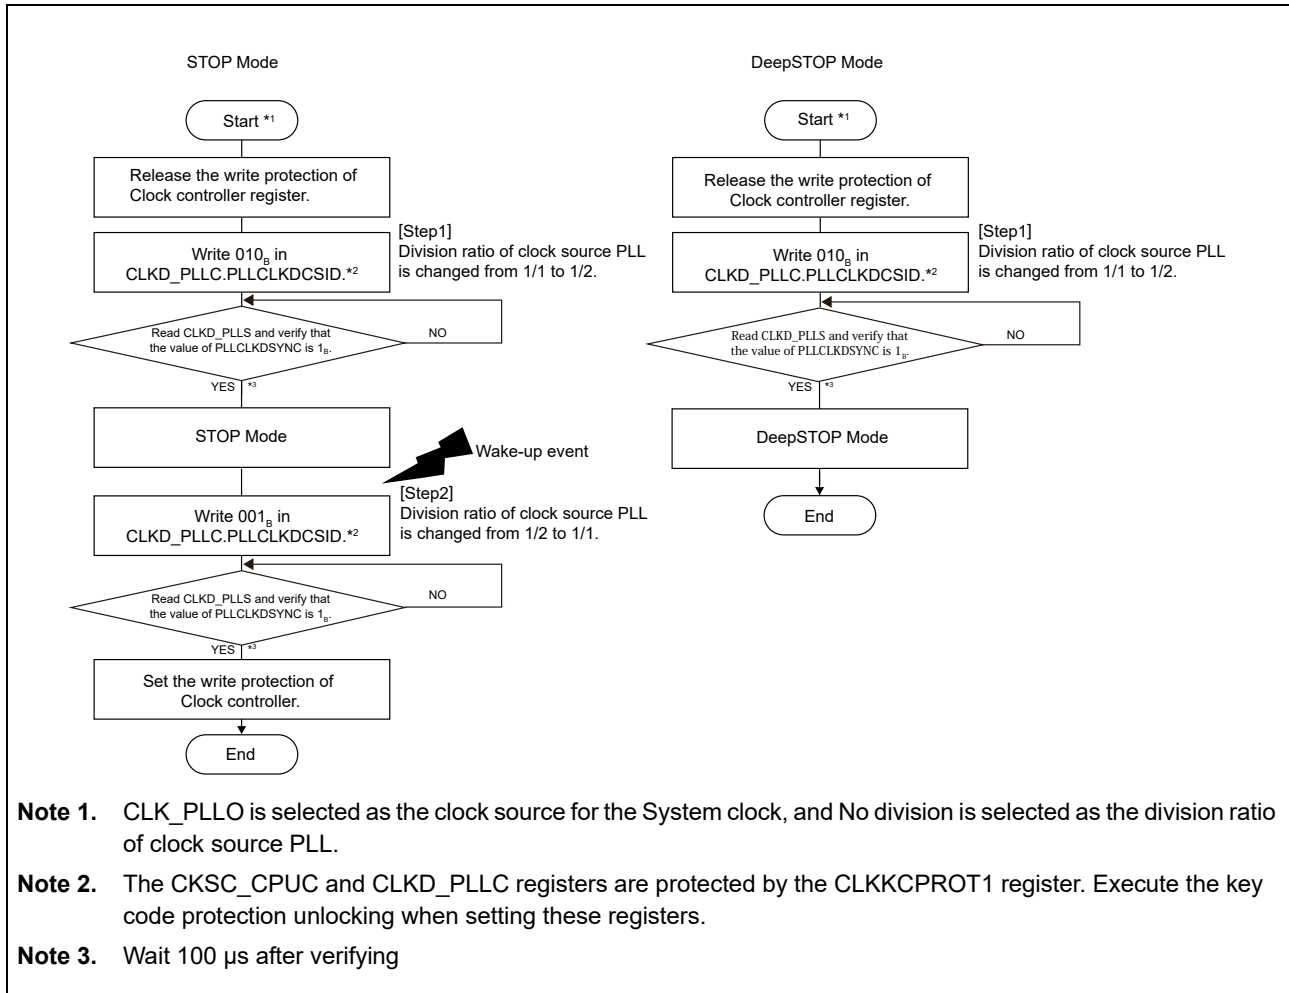 STOP Mode
Start *1
Release the write protection of
Clock controller register.
Write 010B in
CLKD_PLLC.PLLCLKDCSID.*2
[Step1]
Division ratio of clock source PLL
is changed from 1/1 to 1/2.
Read CLKD_PLLS and verify that
the value of PLLCLKDSYNC is 1B.
NO
YES *3
STOP Mode
Wake-up event
[Step2]
Division ratio of clock source PLL
is changed from 1/2 to 1/1.
Write 001B in
CLKD_PLLC.PLLCLKDCSID.*2
Read CLKD_PLLS and verify that
the value of PLLCLKDSYNC is 1B.
NO
YES *3
Set the write protection of
Clock controller.
End
DeepSTOP Mode
Start *1
Release the write protection of
Clock controller register.
Write 010B in
CLKD_PLLC.PLLCLKDCSID.*2
[Step1]
Division ratio of clock source PLL
is changed from 1/1 to 1/2.
Read CLKD_PLLS and verify that
the value of PLLCLKDSYNC is 1B.
NO
YES *3
DeepSTOP Mode
End
Note 1. CLK_PLLO is selected as the clock source for the System clock, and No division is selected as the division ratio
of clock source PLL.
Note 2. The CKSC_CPUC and CLKD_PLLC registers are protected by the CLKKCPROT1 register. Execute the key
code protection unlocking when setting these registers.
Note 3. Wait 100 μs after verifying